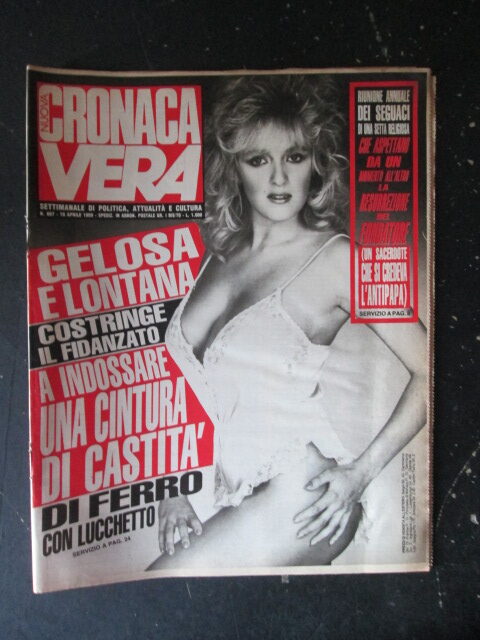 NUOVA
CRONACA
VERA
SETTIMANALE DI POLITICA, ATTUALITÀ E CULTURA
RIUNIONE ANNUALE
DEI SEGUACI
DI UNA SETTA RELIGIOSA
CHE ASPETTANO
DA UN
MOMENTO ALL'ALTRO
LA
RESURREZIONE
DEL
FONDATORE
(UN SACERDOTE
CHE SI CREDEVA
L'ANTIPAPA)
SERVIZIO A PAG. 8
GELOSA
E LONTANA
COSTRINGE
IL FIDANZATO
A INDOSSARE
UNA CINTURA
DI CASTITA'
DI FERRO
CON LUCCHETTO
SERVIZIO A PAG. 24